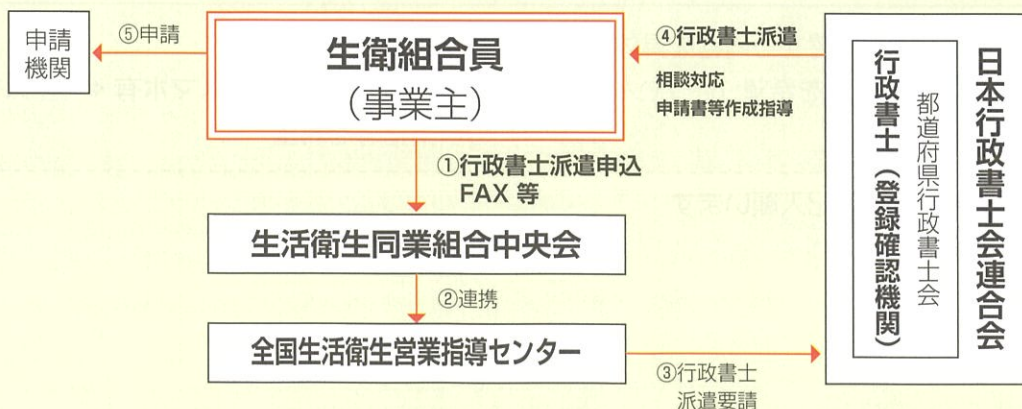 申請
機関
⑤申請
生衛組合員
（事業主）
④行政書士派遣
相談対応
申請書等作成指導
日本行政書士会連合会
都道府県行政書士会
行政書士（登録確認機関）
①行政書士派遣申込
FAX 等
生活衛生同業組合中央会
②連携
全国生活衛生営業指導センター
③行政書士
派遣要請